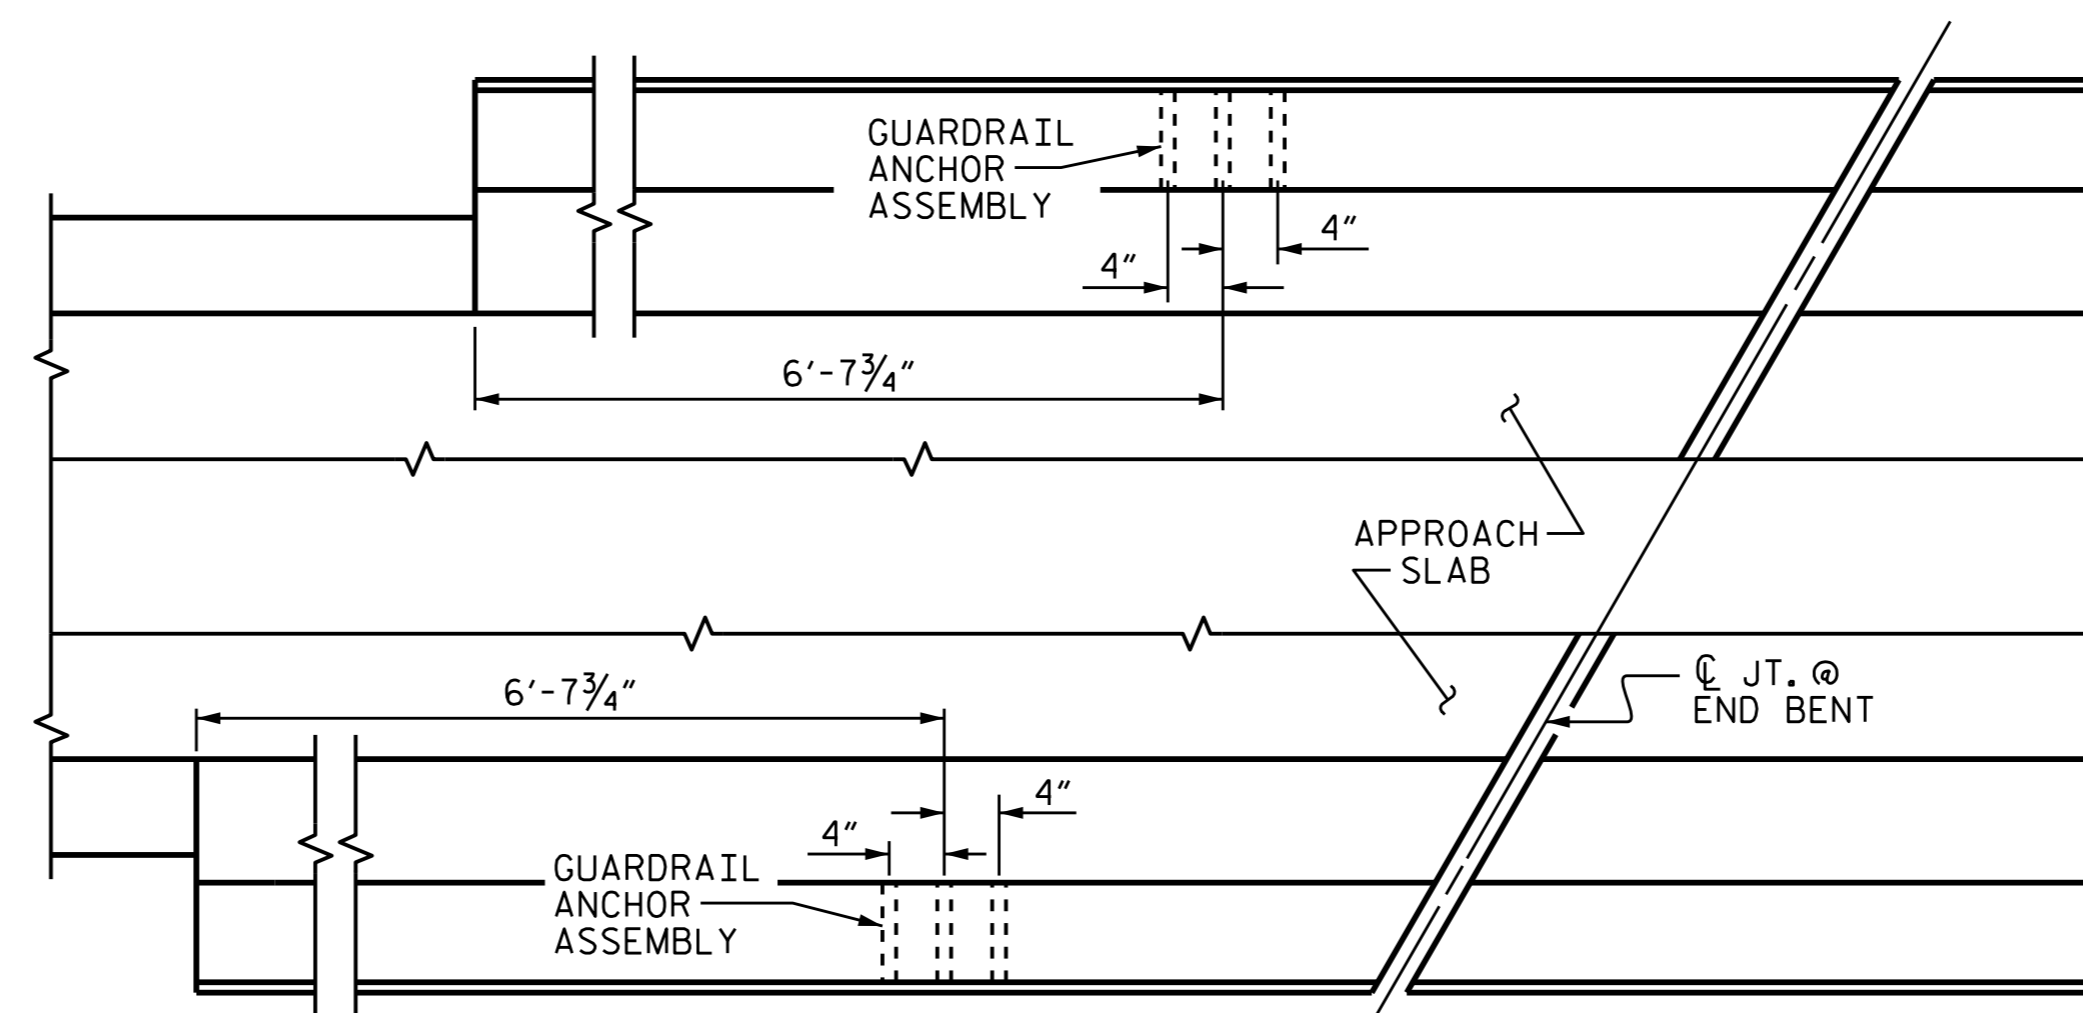 GUARDRAIL
ANCHOR
ASSEMBLY
4"
4"
6'-7¾"
APPROACH
SLAB
℄ JT. @
END BENT
6'-7¾"
4"
4"
GUARDRAIL
ANCHOR
ASSEMBLY